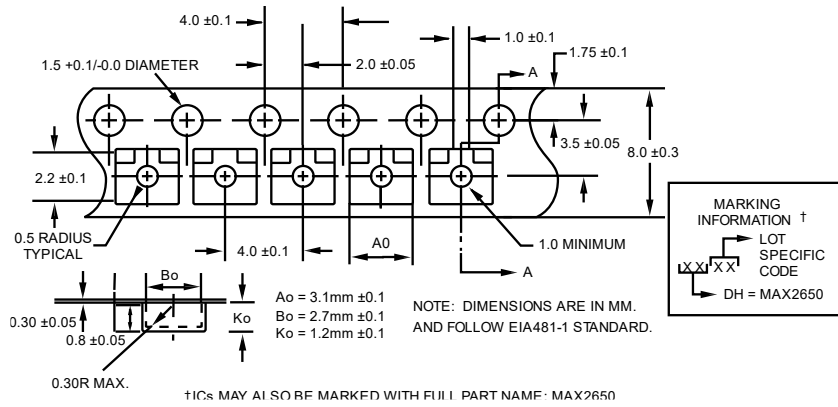 4.0 ±0.1
1.0 ±0.1
1.75 ±0.1
1.5 +0.1/-0.0 DIAMETER
2.0 ±0.05
A
3.5 ±0.05
8.0 ±0.3
2.2 ±0.1
0.5 RADIUS
TYPICAL
4.0 ±0.1
A0
1.0 MINIMUM
A
Bo
Ko
0.30 ±0.05
0.8 ±0.05
0.30R MAX.
Ao = 3.1mm ±0.1
Bo = 2.7mm ±0.1
Ko = 1.2mm ±0.1
NOTE: DIMENSIONS ARE IN MM.
AND FOLLOW EIA481-1 STANDARD.
MARKING
INFORMATION †
LOT
SPECIFIC
CODE
XX XX
DH = MAX2650
†ICs MAY ALSO BE MARKED WITH FULL PART NAME: MAX2650